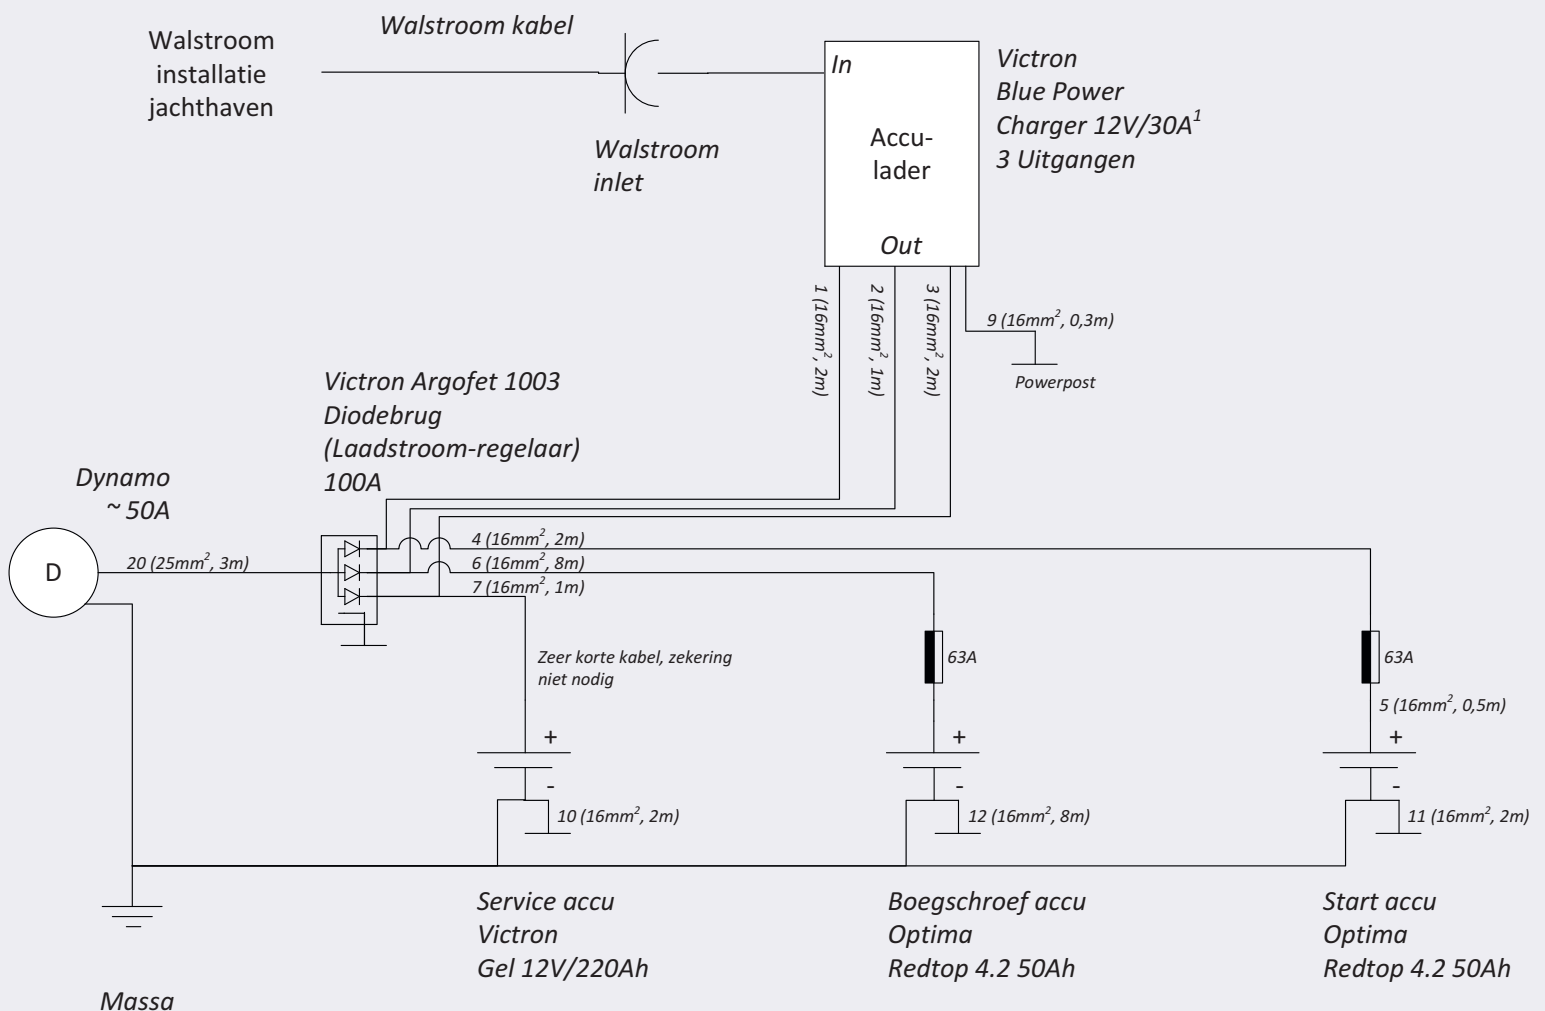 Walstroom kabel
Walstroom
installatie
jachthaven
In
Victron
Blue Power
Charger 12V/30A¹
3 Uitgangen
Accu-
lader
Walstroom
inlet
Out
1 (16mm², 2m)
2 (16mm², 1m)
3 (16mm², 2m)
9 (16mm², 0,3m)
Powerpost
Victron Argofet 1003
Diodebrug
(Laadstroom-regelaar)
100A
Dynamo
~ 50A
D
20 (25mm², 3m)
4 (16mm², 2m)
6 (16mm², 8m)
7 (16mm², 1m)
Zeer korte kabel, zekering
niet nodig
63A
63A
5 (16mm², 0,5m)
+
-
+
-
+
-
10 (16mm², 2m)
12 (16mm², 8m)
11 (16mm², 2m)
Service accu
Victron
Gel 12V/220Ah
Boegschroef accu
Optima
Redtop 4.2 50Ah
Start accu
Optima
Redtop 4.2 50Ah
Massa